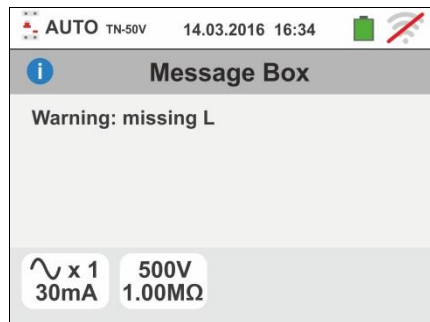 AUTO TN-50V 14.03.2016 16:34
i Message Box
Warning: missing L
x 1 500V
30mA 1.00MΩ